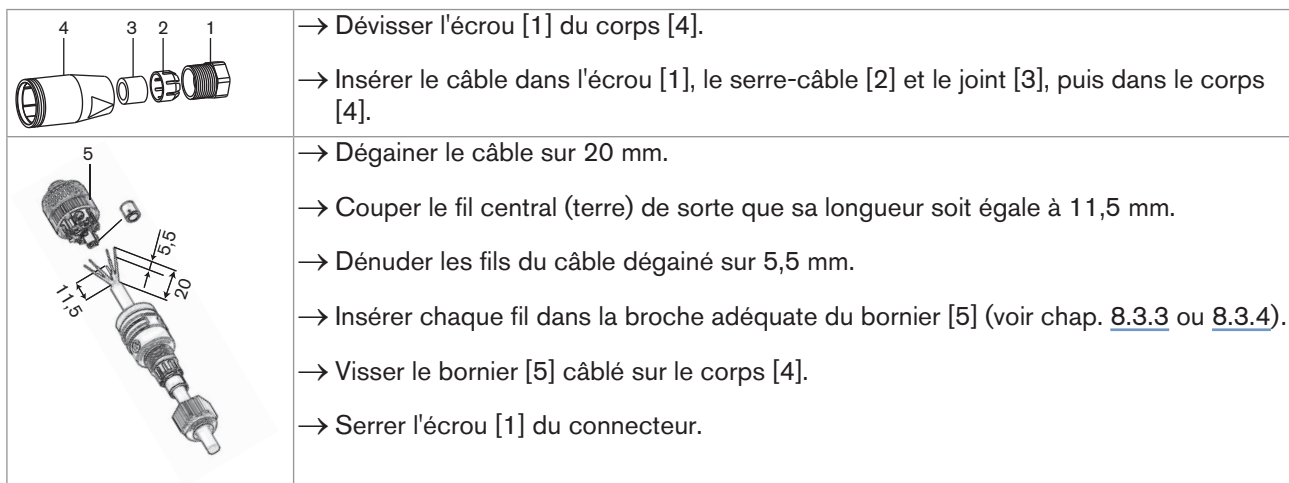 4 3 2 1
→ Dévisser l'écrou [1] du corps [4].
→ Insérer le câble dans l'écrou [1], le serre-câble [2] et le joint [3], puis dans le corps
[4].
5
5,5
20
11,5
→ Dégainer le câble sur 20 mm.
→ Couper le fil central (terre) de sorte que sa longueur soit égale à 11,5 mm.
→ Dénuder les fils du câble dégainé sur 5,5 mm.
→ Insérer chaque fil dans la broche adéquate du bornier [5] (voir chap. 8.3.3 ou 8.3.4).
→ Visser le bornier [5] câblé sur le corps [4].
→ Serrer l'écrou [1] du connecteur.